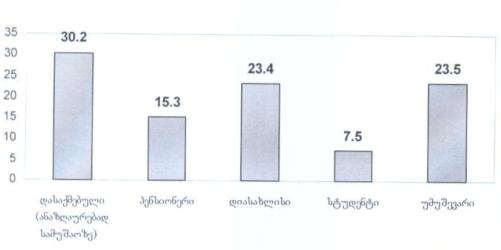 35
30
25
20
15
10
5
0
30.2
15.3
23.4
7.5
23.5
დასაქმებული
(ანაზღაურებად
სამუშაოზე)
პენსიონერი
დიასახლისი
სტუდენტი
უმუშევარი